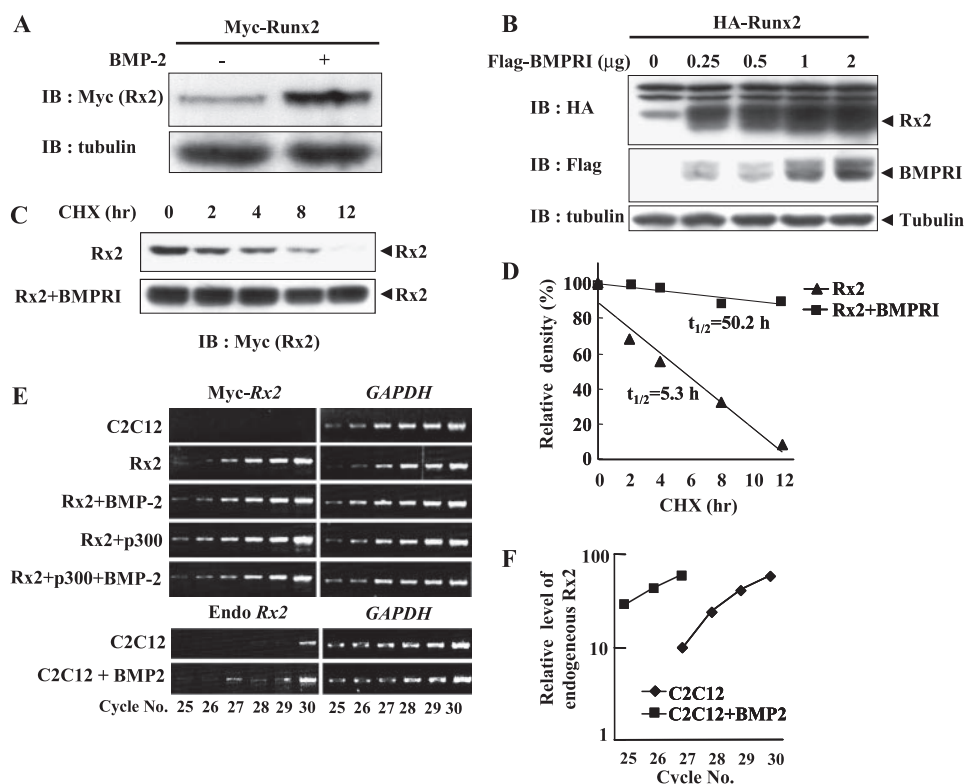 A
Myc-Runx2
BMP-2 - +
IB : Myc (Rx2)
IB : tubulin
B
HA-Runx2
Flag-BMPRI (µg) 0 0.25 0.5 1 2
IB : HA
Rx2
IB : Flag
BMPRI
IB : tubulin
Tubulin
C
CHX (hr) 0 2 4 8 12
Rx2
Rx2
Rx2+BMPRI
Rx2
IB : Myc (Rx2)
D
Relative density (%)
100
80
60
40
20
0
0 2 4 8 12
CHX (hr)
t1/2=50.2 h
t1/2=5.3 h
Rx2
Rx2+BMPRI
E
Myc-Rx2 GAPDH
C2C12
Rx2
Rx2+BMP-2
Rx2+p300
Rx2+p300+BMP-2
Endo Rx2 GAPDH
C2C12
C2C12 + BMP2
Cycle No. 25 26 27 28 29 30 25 26 27 28 29 30
F
Relative level of
endogeneous Rx2
100
10
1
C2C12
C2C12+BMP2
25 26 27 28 29 30
Cycle No.